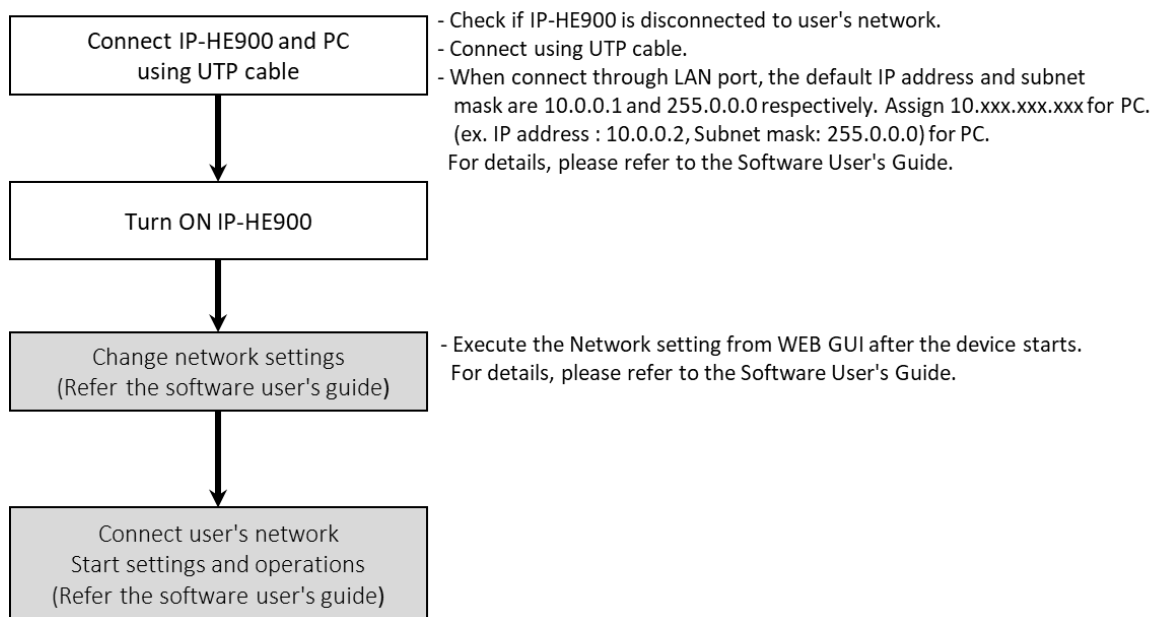 Connect IP-HE900 and PC
using UTP cable
- Check if IP-HE900 is disconnected to user's network.
- Connect using UTP cable.
- When connect through LAN port, the default IP address and subnet
mask are 10.0.0.1 and 255.0.0.0 respectively. Assign 10.xxx.xxx.xxx for PC.
(ex. IP address : 10.0.0.2, Subnet mask: 255.0.0.0) for PC.
For details, please refer to the Software User's Guide.
Turn ON IP-HE900
Change network settings
(Refer the software user's guide)
- Execute the Network setting from WEB GUI after the device starts.
For details, please refer to the Software User's Guide.
Connect user's network
Start settings and operations
(Refer the software user's guide)